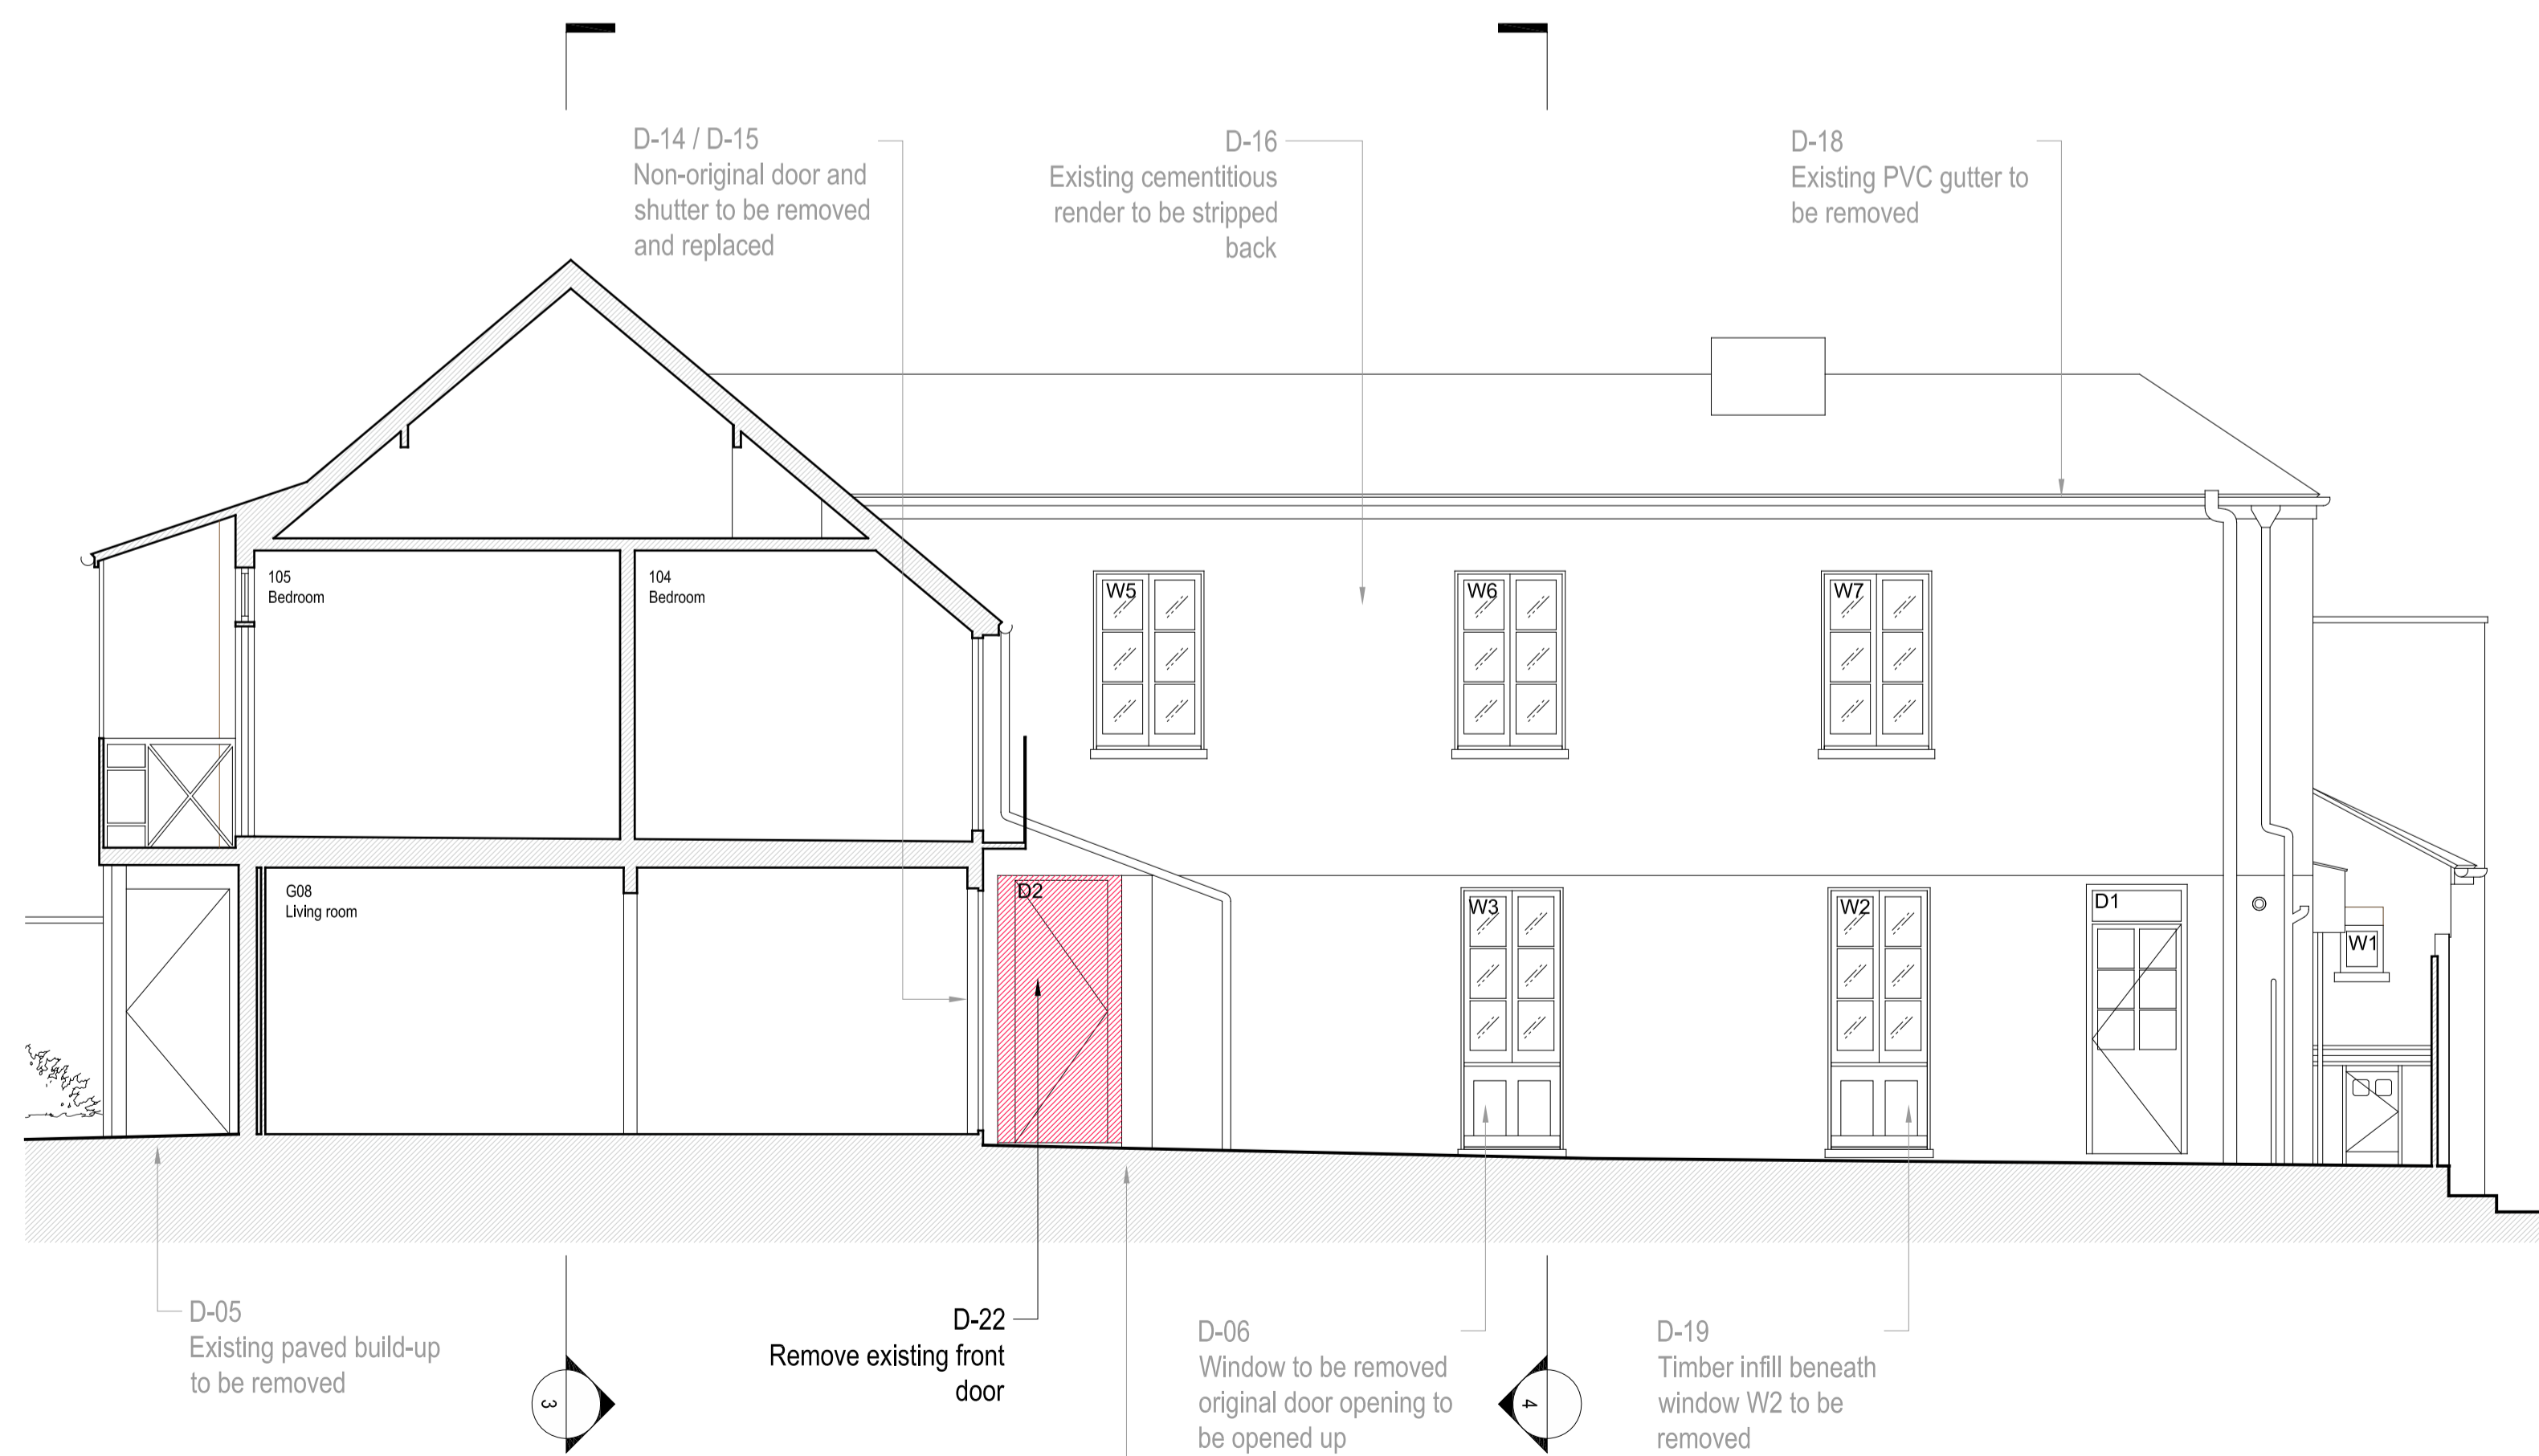 D-14 / D-15
Non-original door and
shutter to be removed
and replaced
D-16
Existing cementitious
render to be stripped
back
D-18
Existing PVC gutter to
be removed
105
Bedroom
104
Bedroom
W5
W6
W7
G08
Living room
D2
W3
W2
D1
W1
D-05
Existing paved build-up
to be removed
D-22
Remove existing front
door
D-06
Window to be removed
original door opening to
be opened up
D-19
Timber infill beneath
window W2 to be
removed
3
4